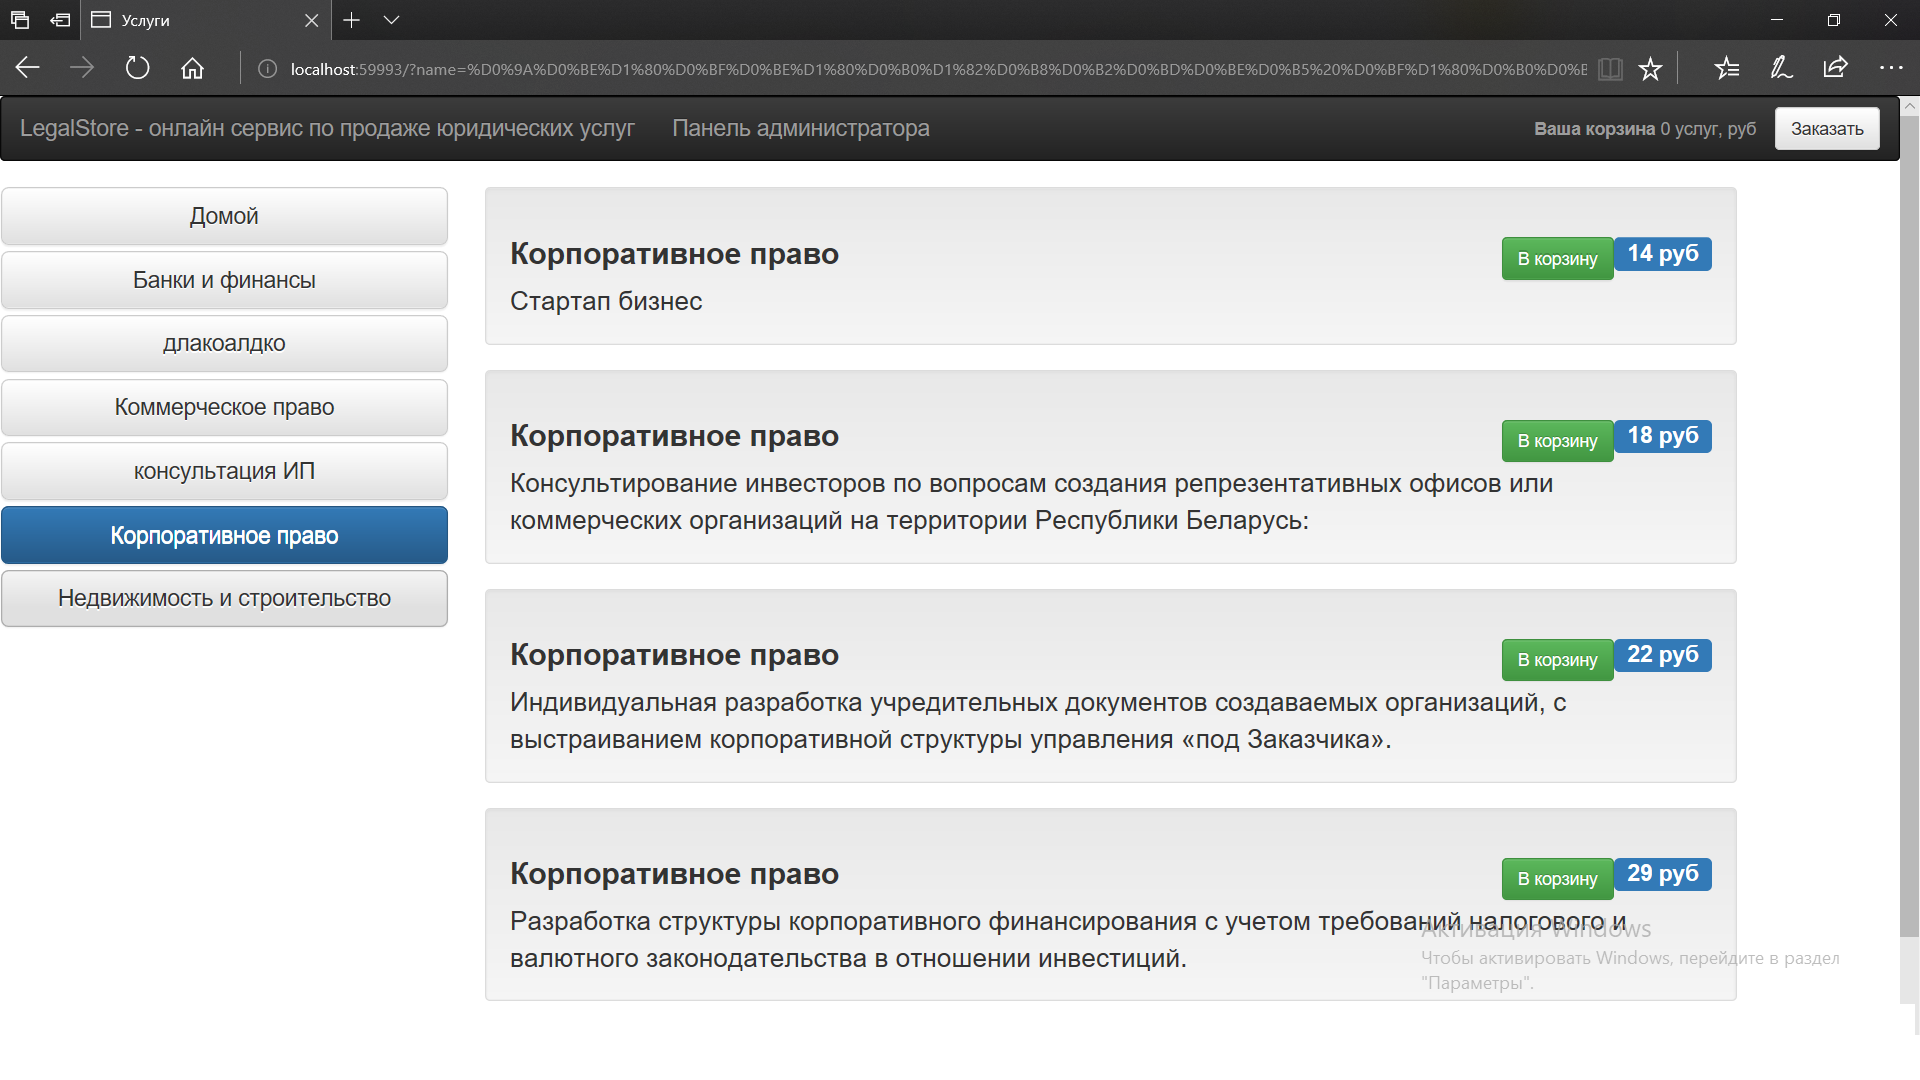 Услуги
localhost:59993/?name=%D0%9A%D0%BE%D1%80%D0%BF%D0%BE%D1%80%D0%B0%D1%82%D0%B8%D0%B2%D0%BD%D0%BE%D0%B5%20%D0%BF%D1%80%D0%B0%D0%B
LegalStore - онлайн сервис по продаже юридических услуг Панель администратора Ваша корзина 0 услуг, руб Заказать
Домой
Банки и финансы
длакоалдко
Коммерческое право
консультация ИП
Корпоративное право
Недвижимость и строительство
Корпоративное право В корзину 14 руб
Стартап бизнес
Корпоративное право В корзину 18 руб
Консультирование инвесторов по вопросам создания репрезентативных офисов или
коммерческих организаций на территории Республики Беларусь:
Корпоративное право В корзину 22 руб
Индивидуальная разработка учредительных документов создаваемых организаций, с
выстраиванием корпоративной структуры управления «под Заказчика».
Корпоративное право В корзину 29 руб
Разработка структуры корпоративного финансирования с учетом требований налогового и
валютного законодательства в отношении инвестиций.
Активация Windows
Чтобы активировать Windows, перейдите в раздел
"Параметры".